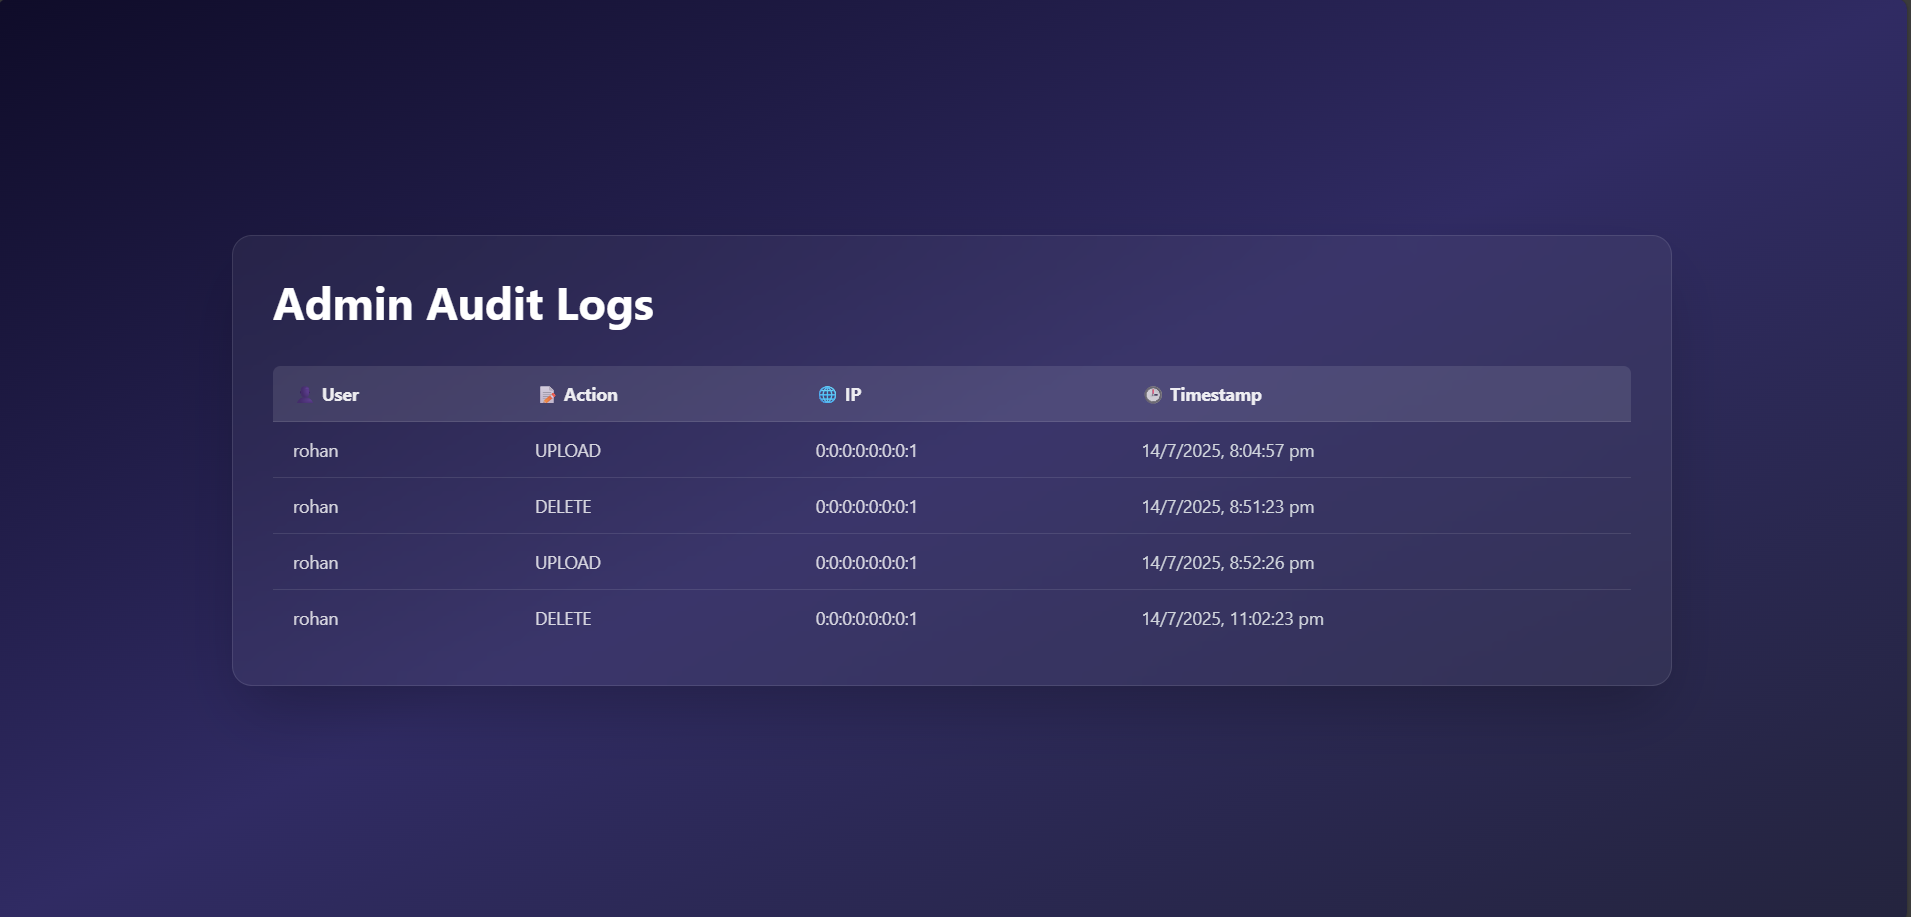 Admin Audit Logs
👤 User 📝 Action 🌐 IP 🕒 Timestamp
rohan UPLOAD 0:0:0:0:0:0:0:1 14/7/2025, 8:04:57 pm
rohan DELETE 0:0:0:0:0:0:0:1 14/7/2025, 8:51:23 pm
rohan UPLOAD 0:0:0:0:0:0:0:1 14/7/2025, 8:52:26 pm
rohan DELETE 0:0:0:0:0:0:0:1 14/7/2025, 11:02:23 pm